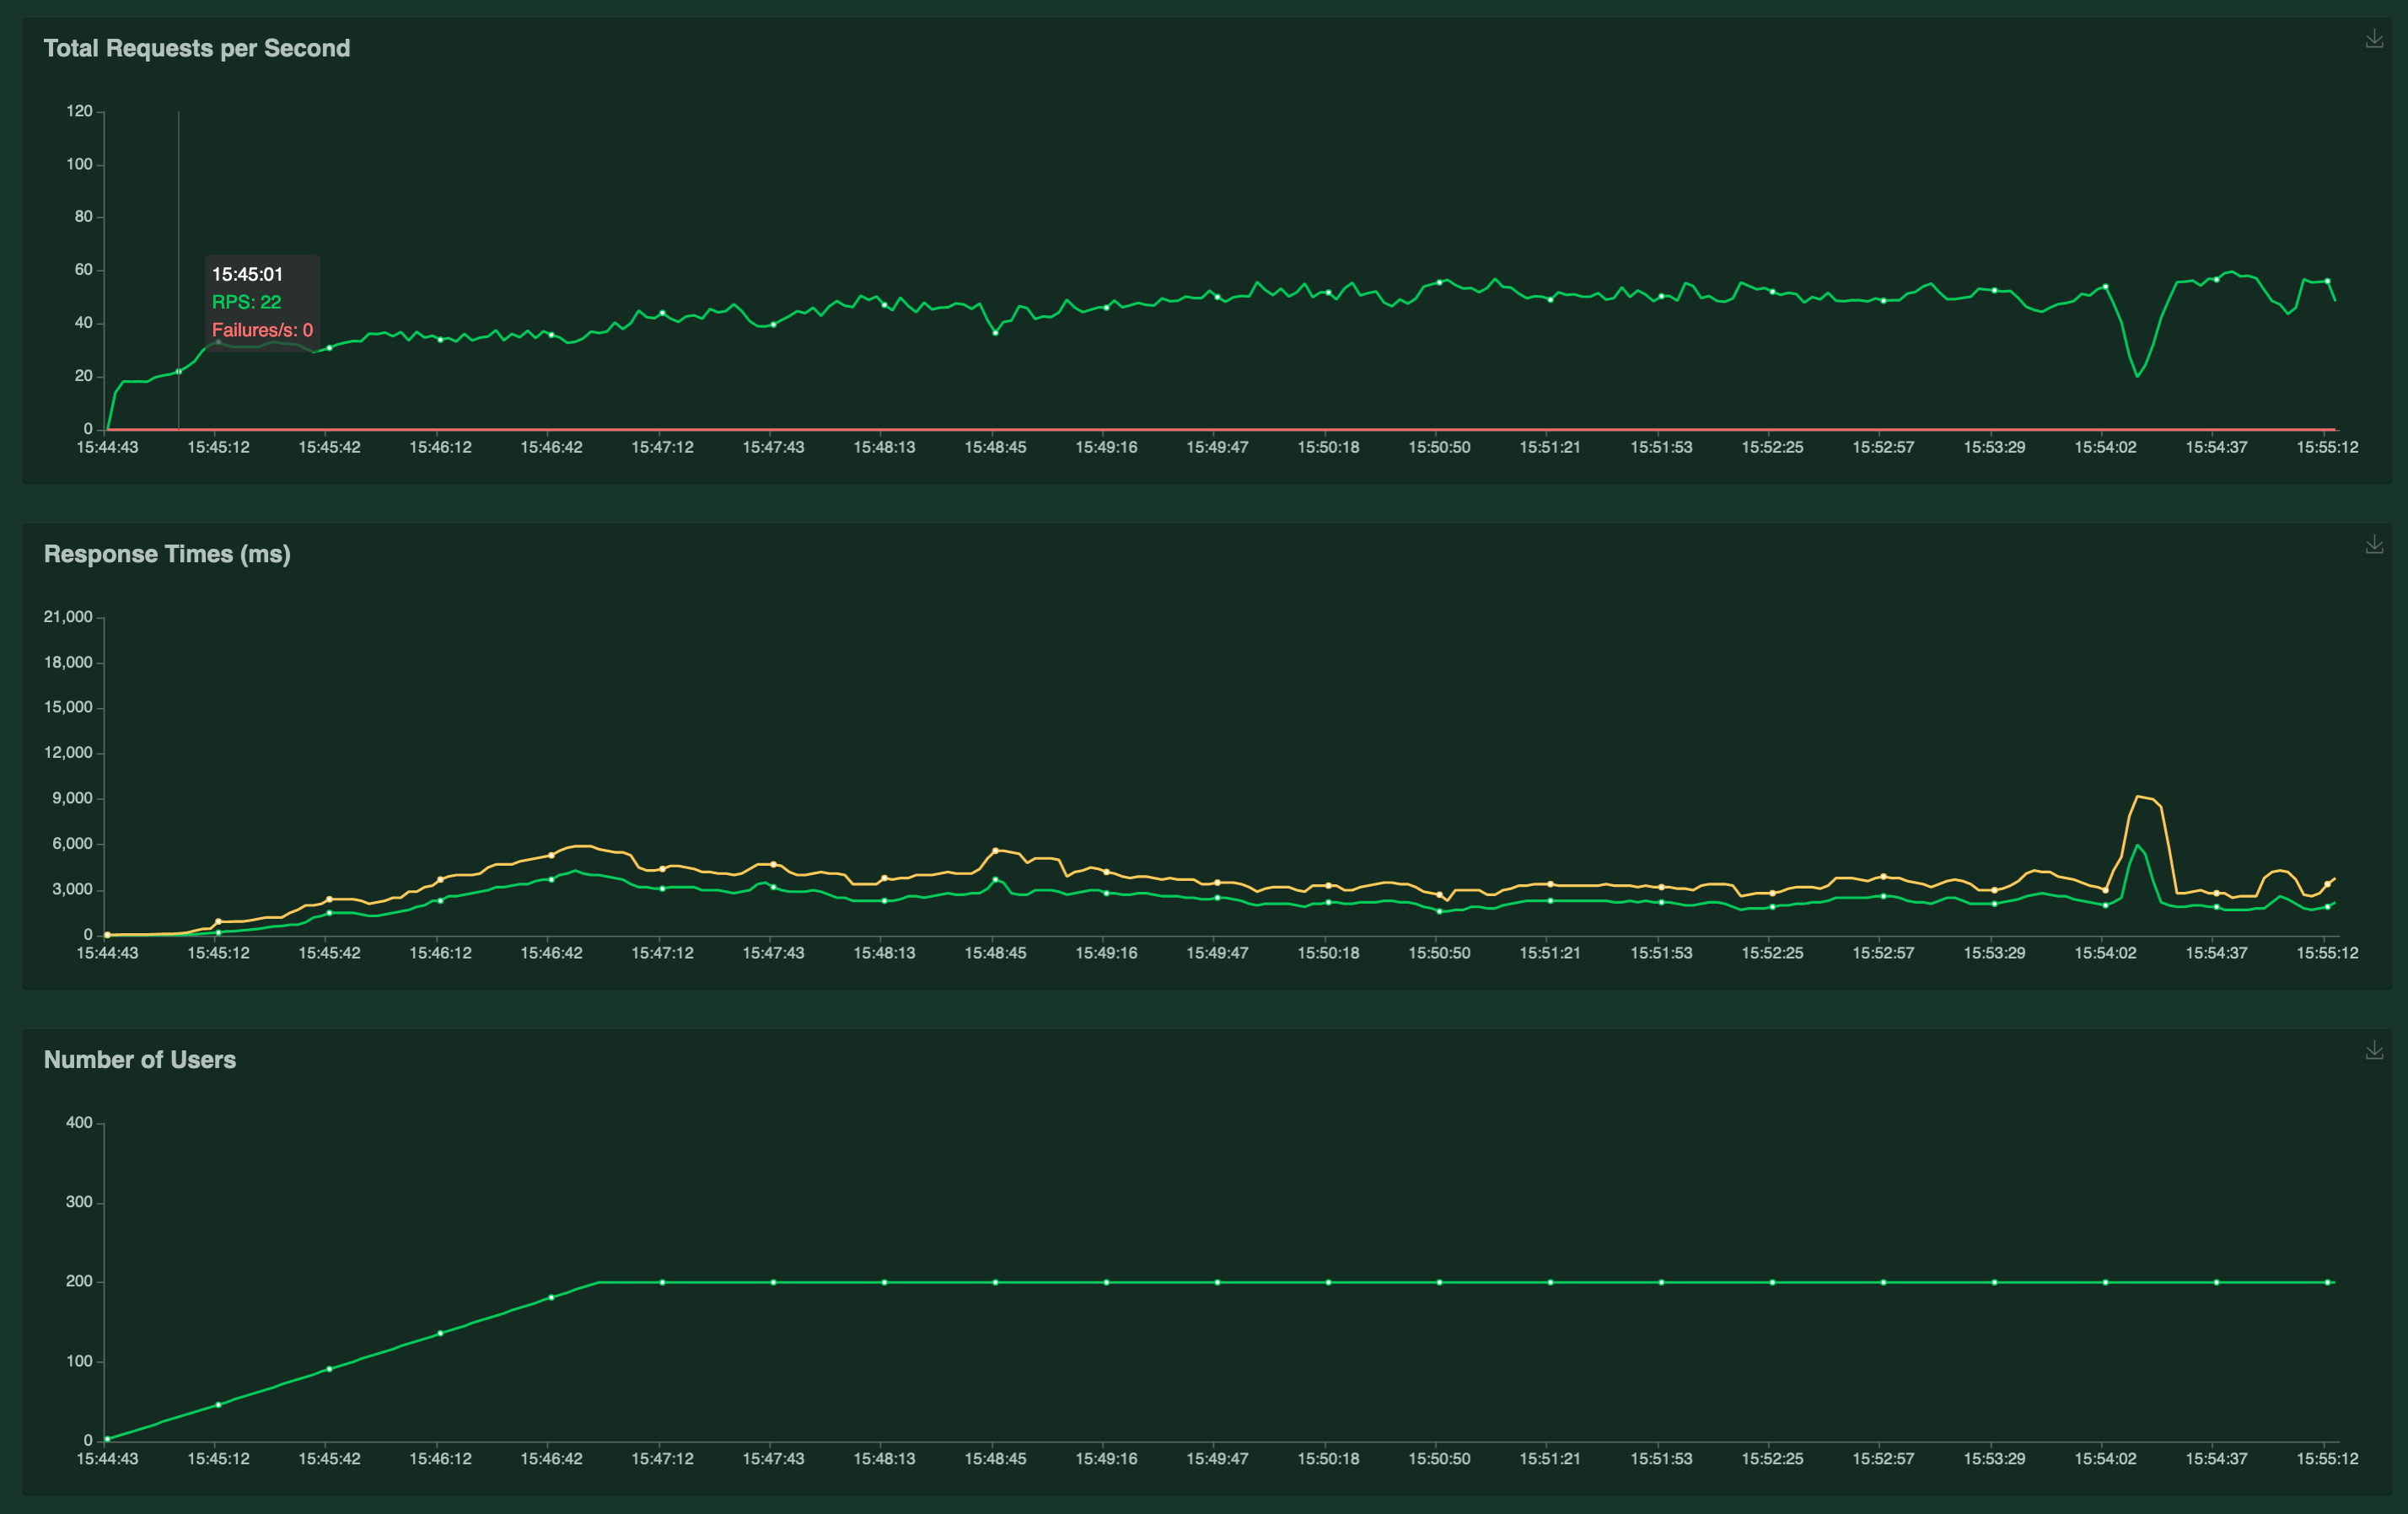 Total Requests per Second
120
100
80
60
40
20
0
15:45:01
RPS: 22
Failures/s: 0
15:44:43 15:45:12 15:45:42 15:46:12 15:46:42 15:47:12 15:47:43 15:48:13 15:48:45 15:49:16 15:49:47 15:50:18 15:50:50 15:51:21 15:51:53 15:52:25 15:52:57 15:53:29 15:54:02 15:54:37 15:55:12
Response Times (ms)
21,000
18,000
15,000
12,000
9,000
6,000
3,000
0
15:44:43 15:45:12 15:45:42 15:46:12 15:46:42 15:47:12 15:47:43 15:48:13 15:48:45 15:49:16 15:49:47 15:50:18 15:50:50 15:51:21 15:51:53 15:52:25 15:52:57 15:53:29 15:54:02 15:54:37 15:55:12
Number of Users
400
300
200
100
0
15:44:43 15:45:12 15:45:42 15:46:12 15:46:42 15:47:12 15:47:43 15:48:13 15:48:45 15:49:16 15:49:47 15:50:18 15:50:50 15:51:21 15:51:53 15:52:25 15:52:57 15:53:29 15:54:02 15:54:37 15:55:12